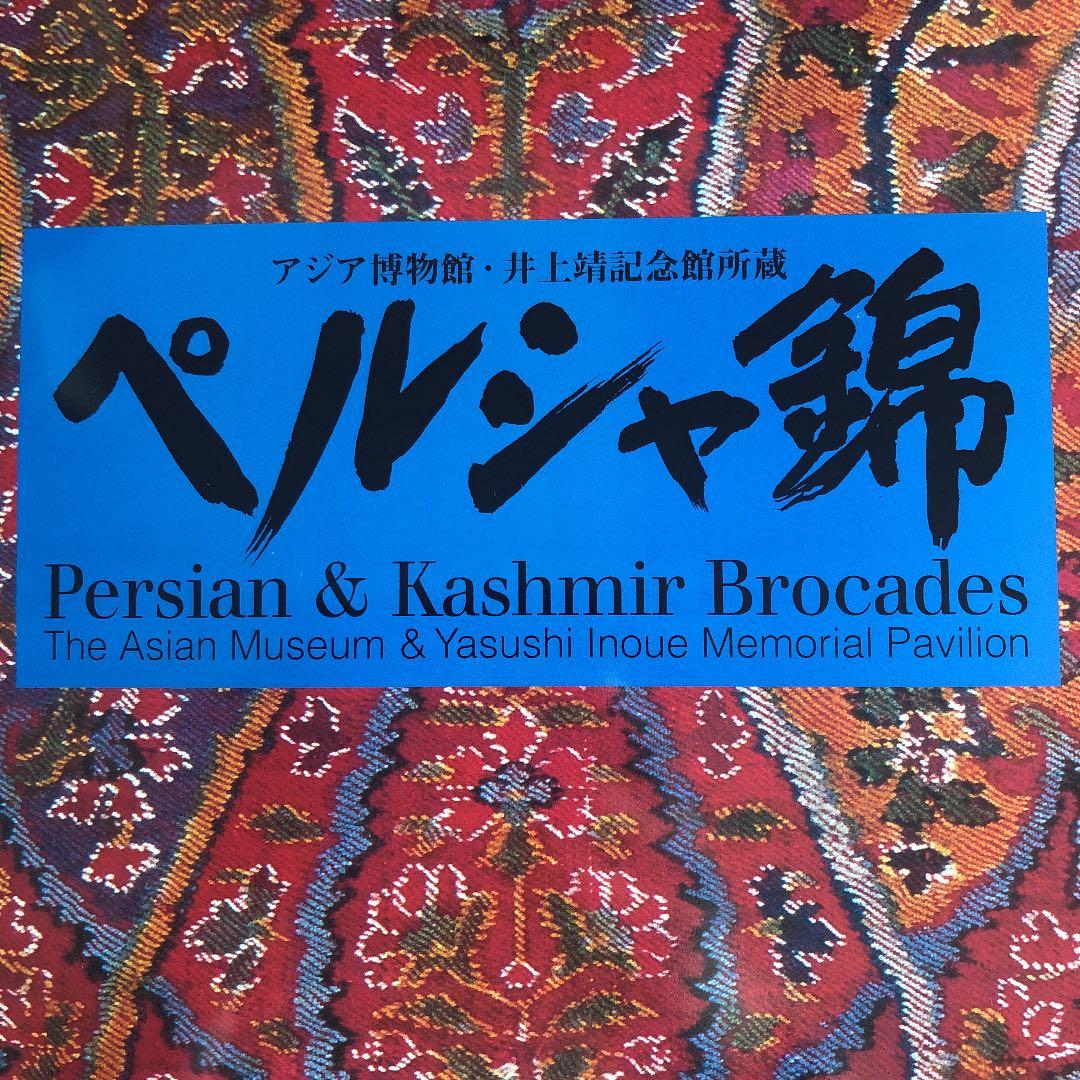 アジア博物館・井上靖記念館所蔵
ペルシャ錦
Persian & Kashmir Brocades
The Asian Museum & Yasushi Inoue Memorial Pavilion